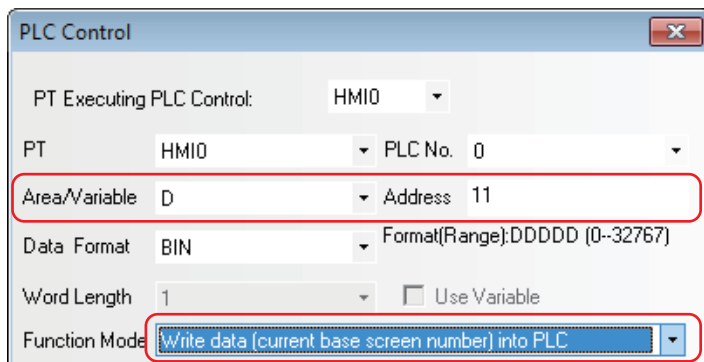 PLC Control
PT Executing PLC Control: HMI0
PT HMI0 PLC No. 0
Area/Variable D Address 11
Data Format BIN Format(Range):DDDDD (0--32767)
Word Length 1 Use Variable
Function Mode Write data (current base screen number) into PLC